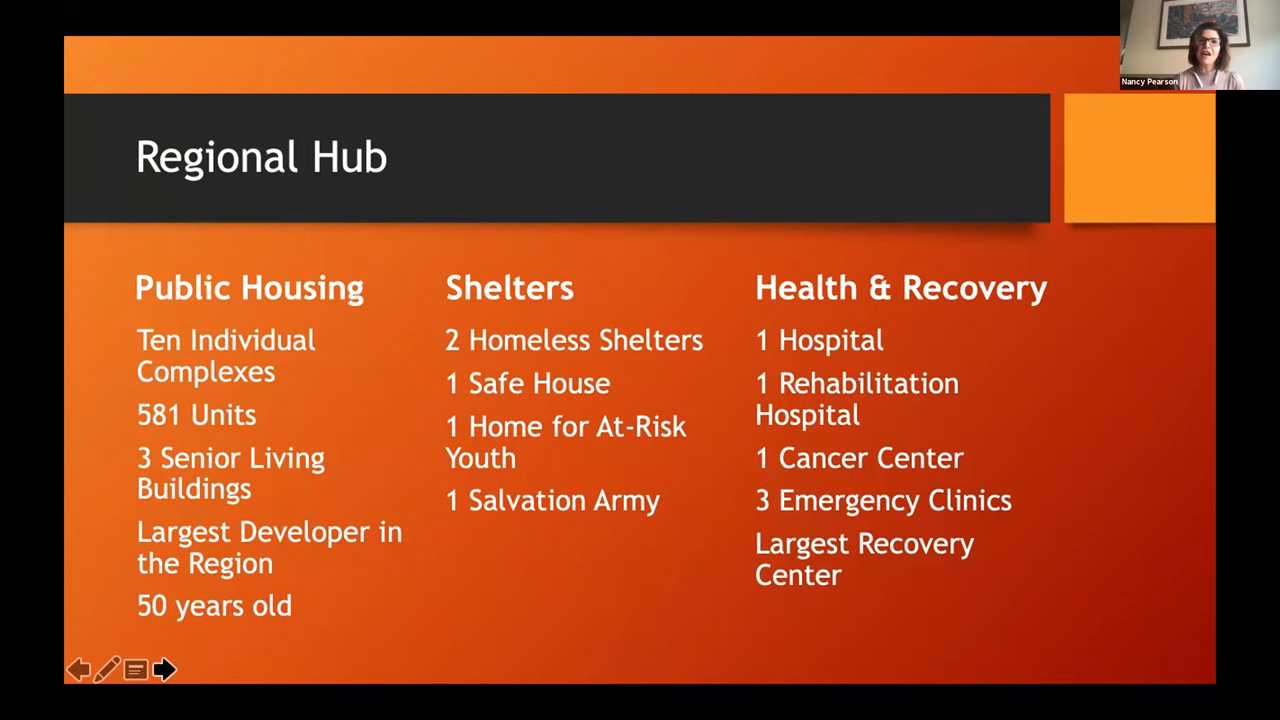 Nancy Pearson
Regional Hub
Public Housing
Ten Individual
Complexes
581 Units
3 Senior Living
Buildings
Largest Developer in
the Region
50 years old
Shelters
2 Homeless Shelters
1 Safe House
1 Home for At-Risk
Youth
1 Salvation Army
Health & Recovery
1 Hospital
1 Rehabilitation
Hospital
1 Cancer Center
3 Emergency Clinics
Largest Recovery
Center